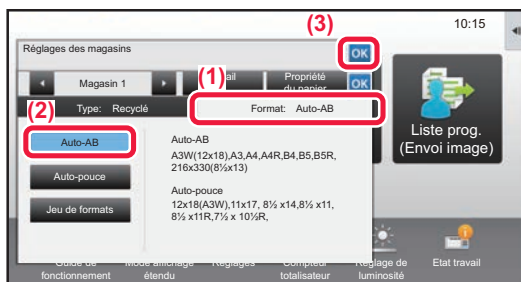 (3)
10:15
Réglages des magasins
OK
Magasin 1
(1)
Propriété
du papier
OK
(2)
Type: Recyclé
Format: Auto-AB
Auto-AB
Auto-pouce
Jeu de formats
Auto-AB
A3W(12x18),A3,A4,A4R,B4,B5,B5R,
216x330(8½x13)
Auto-pouce
12x18(A3W),11x17, 8½ x14,8½ x11,
8½ x11R,7½ x 10½R,
Liste prog.
(Envoi image)
Guide de
fonctionnement
Mode affichage
étendu
Réglages
Compteur
totalisateur
Réglage de
luminosité
Etat travail